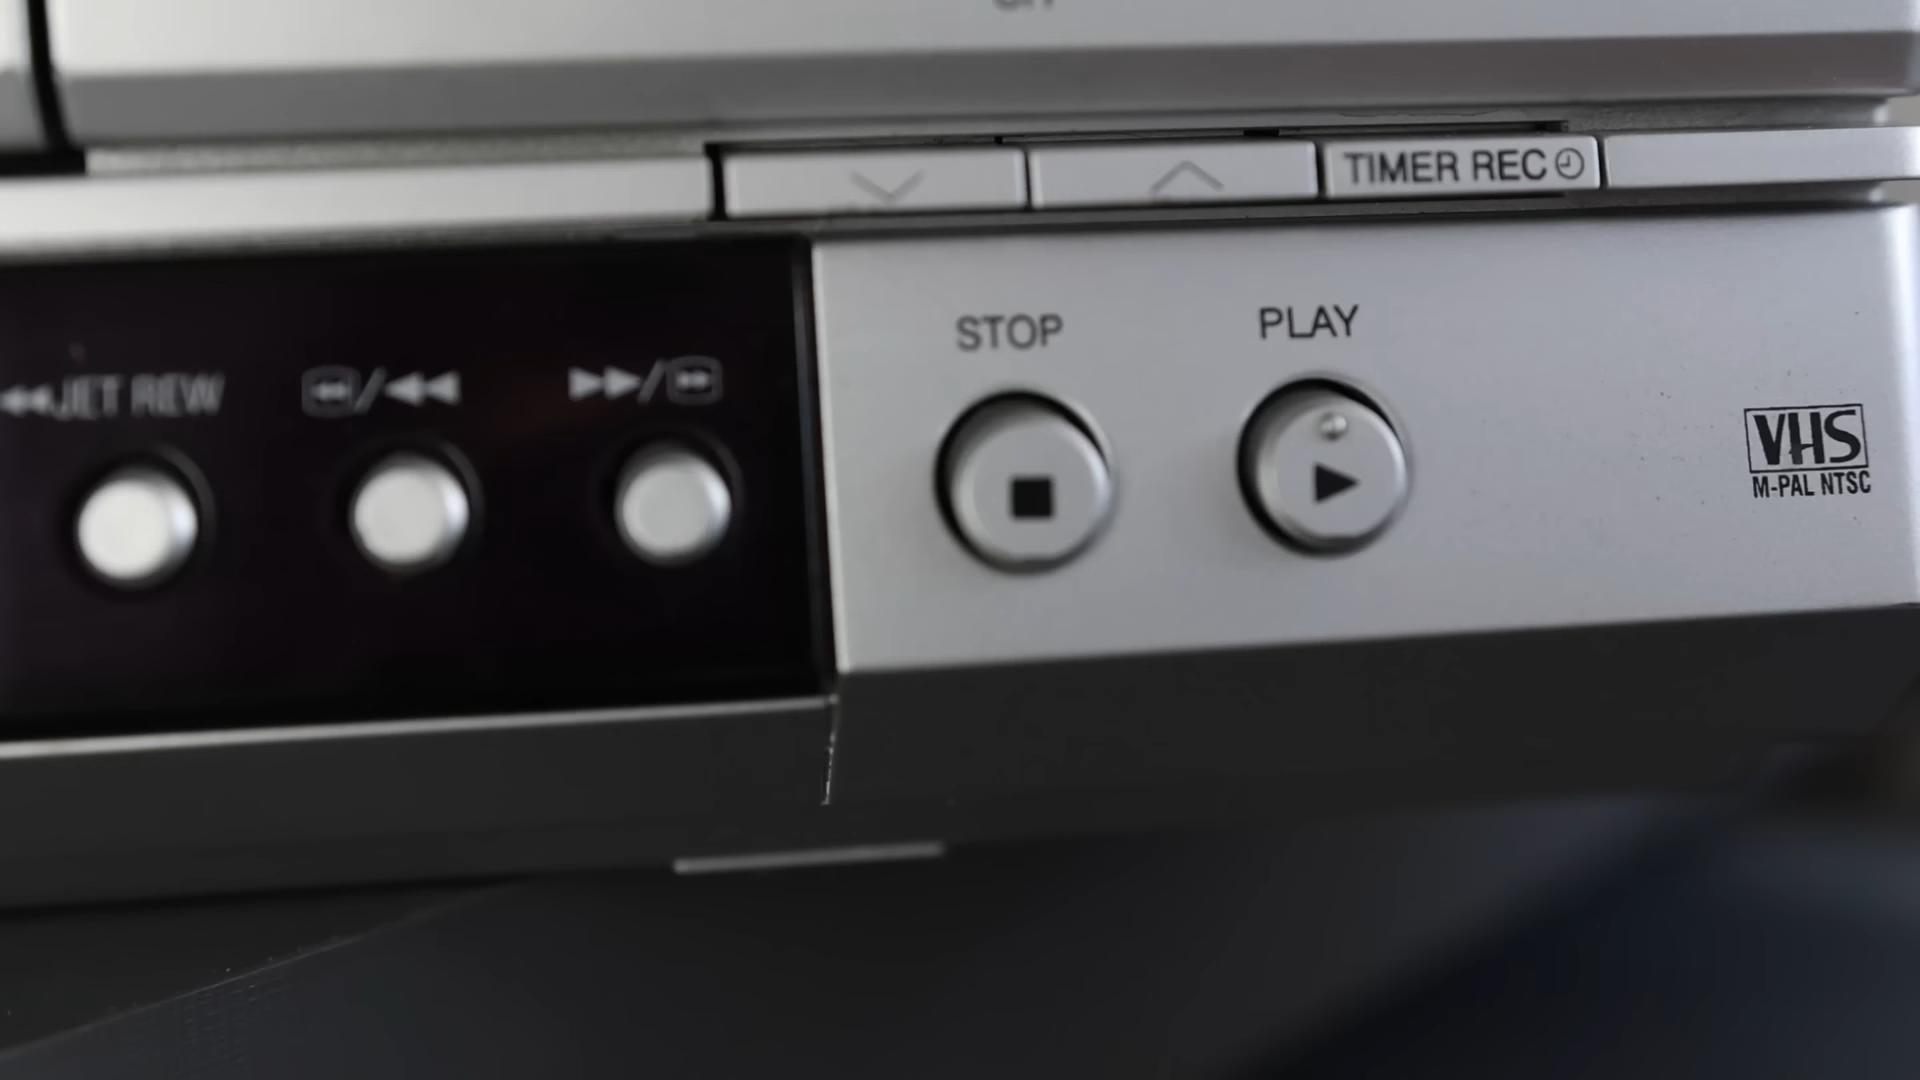 TIMER REC
STOP
PLAY
JET REW
VHS
M-PAL NTSC